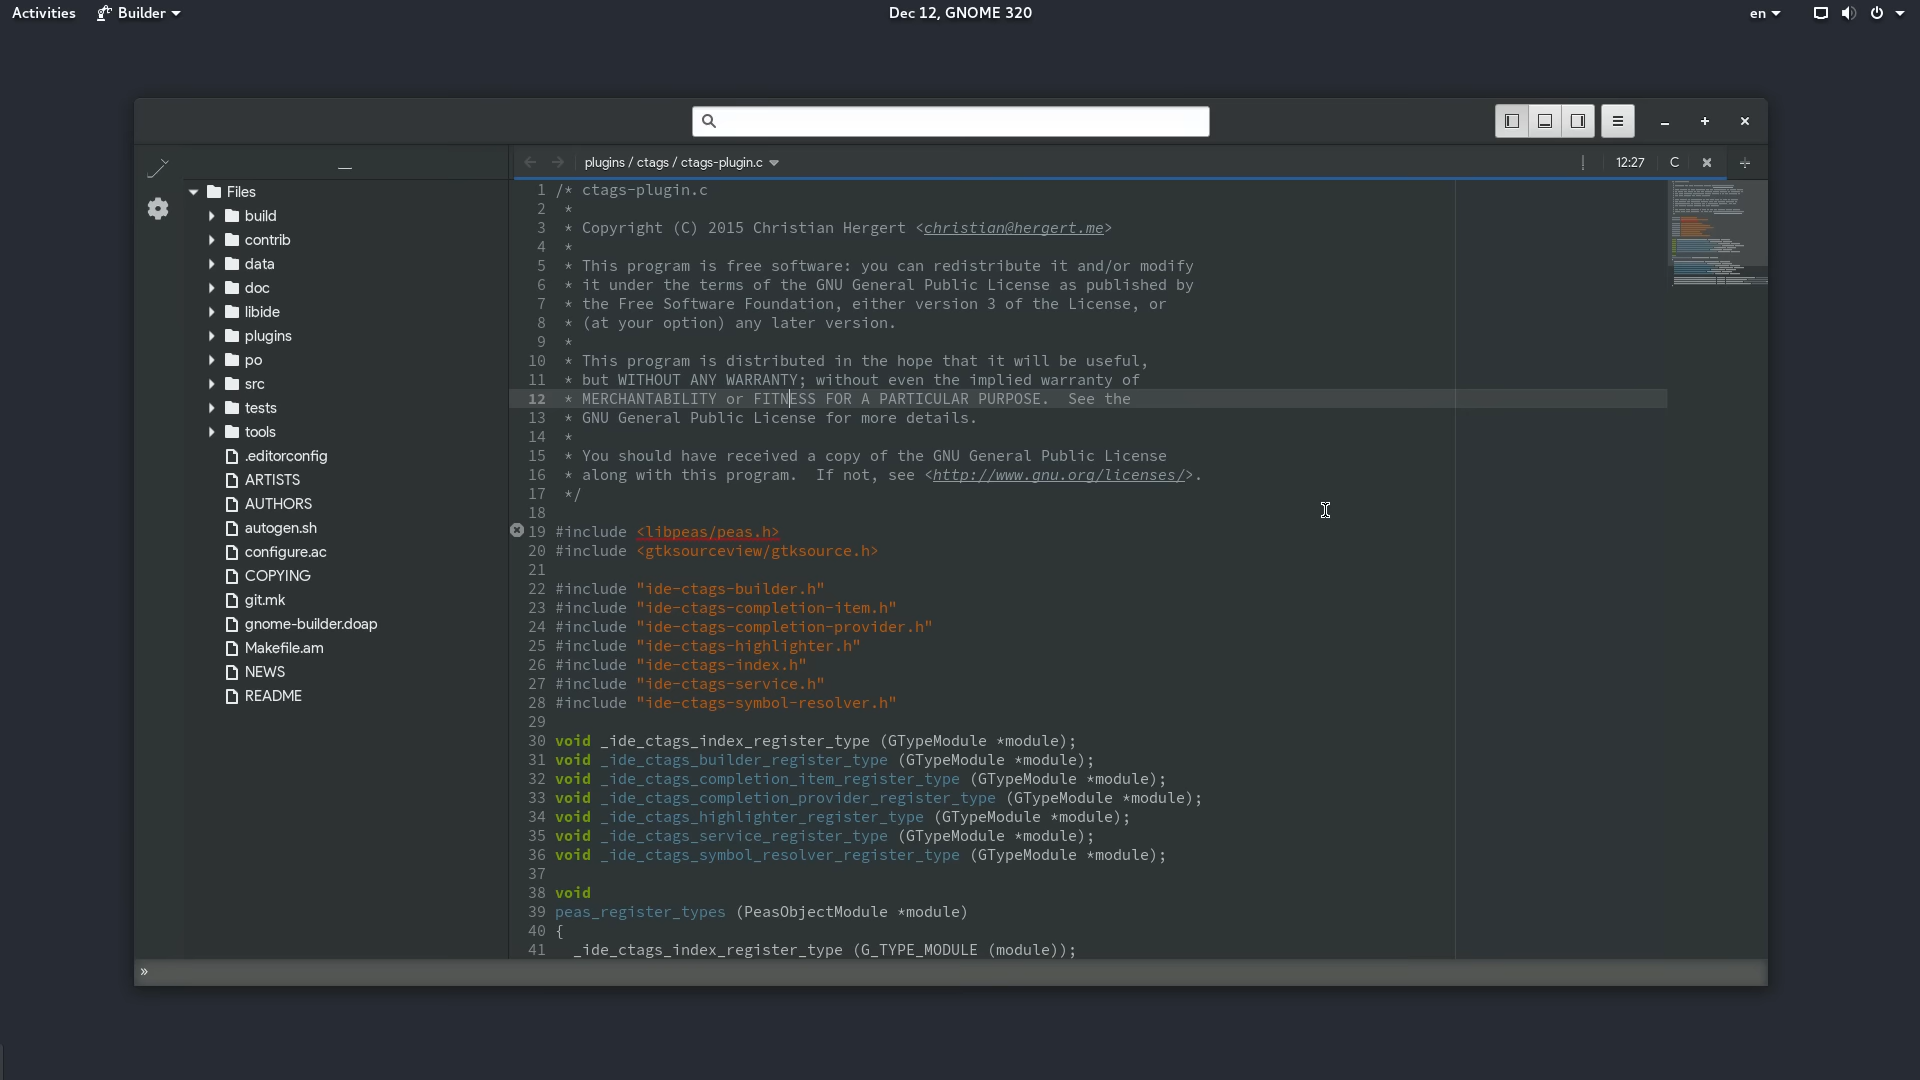 Activities Builder Dec 12, GNOME 320 en
plugins / ctags / ctags-plugin.c 12:27 C
Files
build
contrib
data
doc
libide
plugins
po
src
tests
tools
.editorconfig
ARTISTS
AUTHORS
autogen.sh
configure.ac
COPYING
git.mk
gnome-builder.doap
Makefile.am
NEWS
README
1 /* ctags-plugin.c
2  *
3  * Copyright (C) 2015 Christian Hergert <christian@hergert.me>
4  *
5  * This program is free software: you can redistribute it and/or modify
6  * it under the terms of the GNU General Public License as published by
7  * the Free Software Foundation, either version 3 of the License, or
8  * (at your option) any later version.
9  *
10  * This program is distributed in the hope that it will be useful,
11  * but WITHOUT ANY WARRANTY; without even the implied warranty of
12  * MERCHANTABILITY or FITNESS FOR A PARTICULAR PURPOSE.  See the
13  * GNU General Public License for more details.
14  *
15  * You should have received a copy of the GNU General Public License
16  * along with this program.  If not, see <http://www.gnu.org/licenses/>.
17  */
18
19 #include <libpeas/peas.h>
20 #include <gtksourceview/gtksource.h>
21
22 #include "ide-ctags-builder.h"
23 #include "ide-ctags-completion-item.h"
24 #include "ide-ctags-completion-provider.h"
25 #include "ide-ctags-highlighter.h"
26 #include "ide-ctags-index.h"
27 #include "ide-ctags-service.h"
28 #include "ide-ctags-symbol-resolver.h"
29
30 void _ide_ctags_index_register_type (GTypeModule *module);
31 void _ide_ctags_builder_register_type (GTypeModule *module);
32 void _ide_ctags_completion_item_register_type (GTypeModule *module);
33 void _ide_ctags_completion_provider_register_type (GTypeModule *module);
34 void _ide_ctags_highlighter_register_type (GTypeModule *module);
35 void _ide_ctags_service_register_type (GTypeModule *module);
36 void _ide_ctags_symbol_resolver_register_type (GTypeModule *module);
37
38 void
39 peas_register_types (PeasObjectModule *module)
40 {
41   _ide_ctags_index_register_type (G_TYPE_MODULE (module));
»